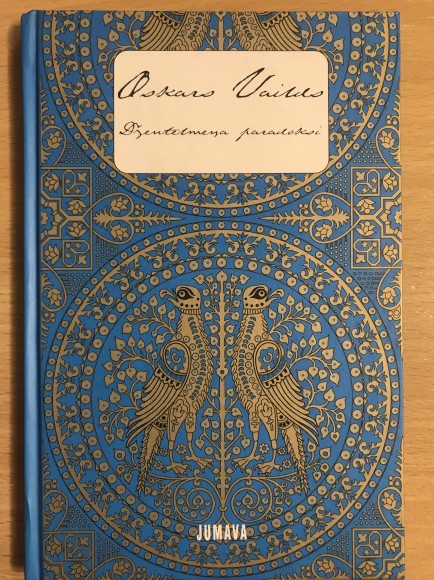 Oskars Vailds
Džentelmeņa paradoksi
JUMAVA